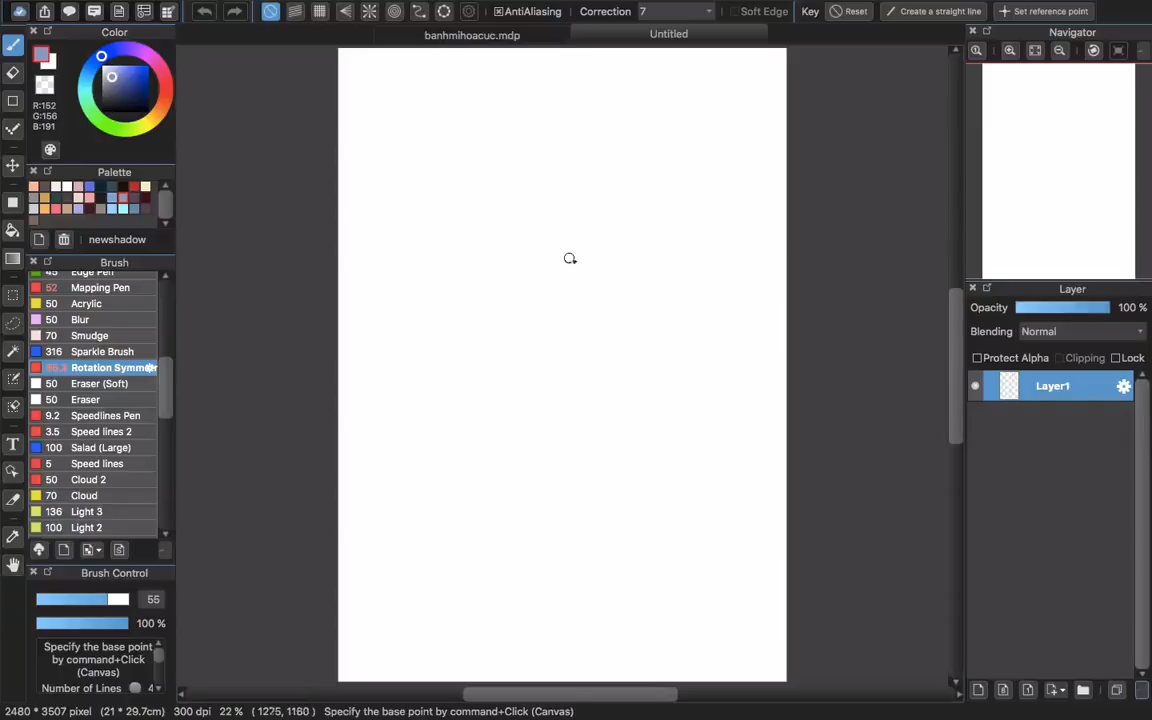 AntiAliasing Correction 7 Soft Edge Key Reset Create a straight line Set reference point
banhmihoacuc.mdp Untitled
Color
R:152
G:156
B:191
Palette
newshadow
Brush
45 Edge Pen
52 Mapping Pen
50 Acrylic
50 Blur
70 Smudge
316 Sparkle Brush
Rotation Symme
50 Eraser (Soft)
50 Eraser
9.2 Speedlines Pen
3.5 Speed lines 2
100 Salad (Large)
5 Speed lines
50 Cloud 2
70 Cloud
136 Light 3
100 Light 2
Brush Control
55
100 %
Specify the base point
by command+Click
(Canvas)
Number of Lines 4
Navigator
Layer
Opacity 100 %
Blending Normal
Protect Alpha Clipping Lock
Layer1
2480 * 3507 pixel (21 * 29.7cm) 300 dpi 22 % ( 1275, 1160 ) Specify the base point by command+Click (Canvas)